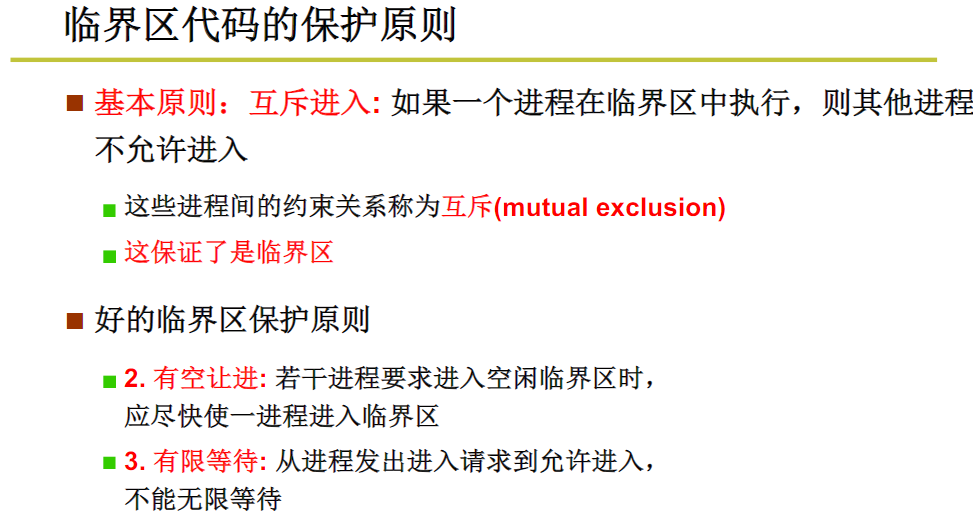 临界区代码的保护原则
基本原则：互斥进入: 如果一个进程在临界区中执行，则其他进程
不允许进入
这些进程间的约束关系称为互斥(mutual exclusion)
这保证了是临界区
好的临界区保护原则
2. 有空让进: 若干进程要求进入空闲临界区时，
应尽快使一进程进入临界区
3. 有限等待: 从进程发出进入请求到允许进入，
不能无限等待